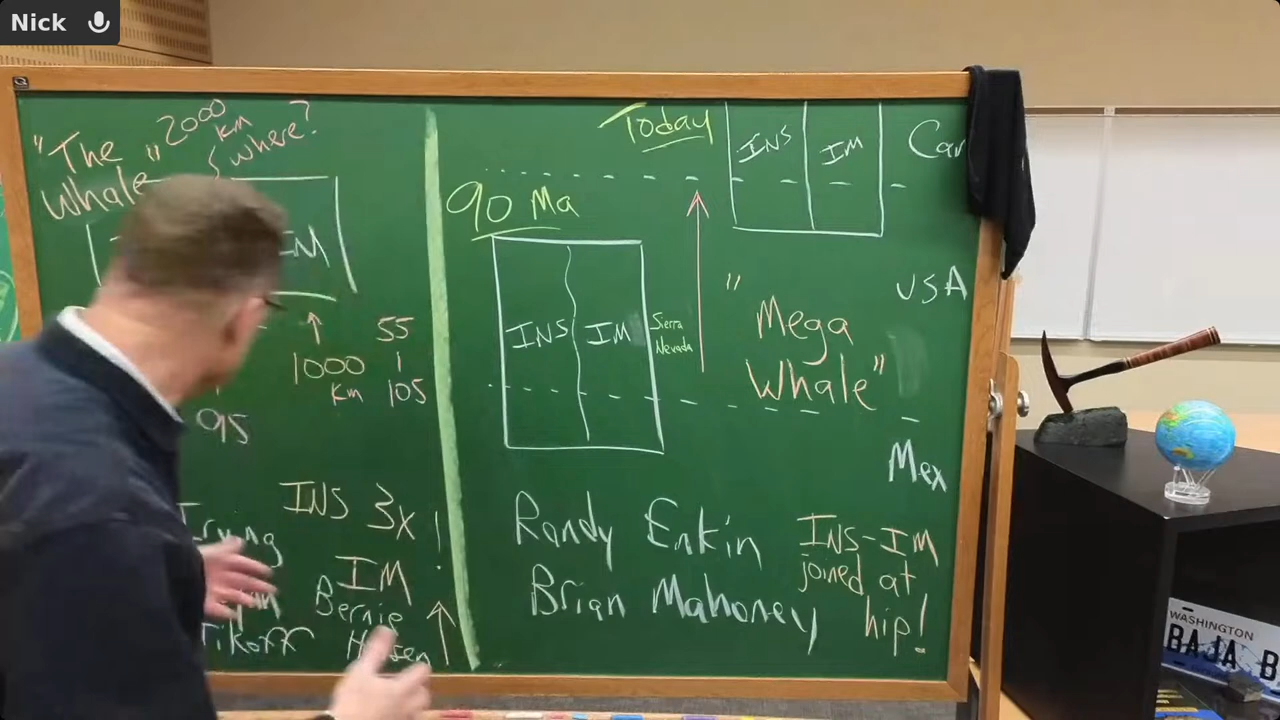 Nick
"The
Whale"
2000
km
where?
IM
1000
km
55
105
95
INS 3x!
IM
Bernie
Irving
Tikoff
Today
INS
IM
90 Ma
INS
IM
Sierra
Nevada
"Mega
Whale"
USA
Mex
Randy Enkin
Brian Mahoney
INS-IM
joined at
hip!
WASHINGTON
BAJA B